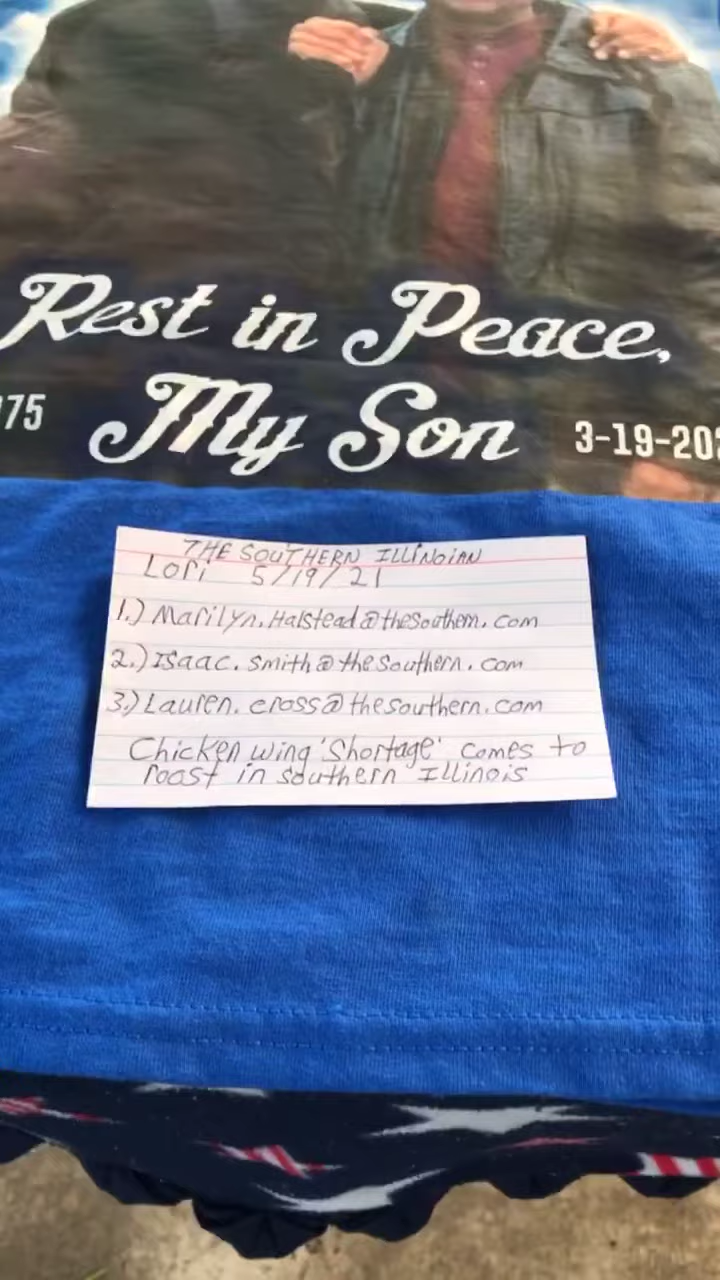 Rest in Peace,
My Son
975
3-19-202
THE SOUTHERN ILLINOIAN
Lori 5/19/21
1.) Marilyn.Halstead@thesouthern.com
2.) Isaac.smith@thesouthern.com
3.) Lauren.cross@thesouthern.com
Chicken wing 'Shortage' comes to
roost in southern Illinois